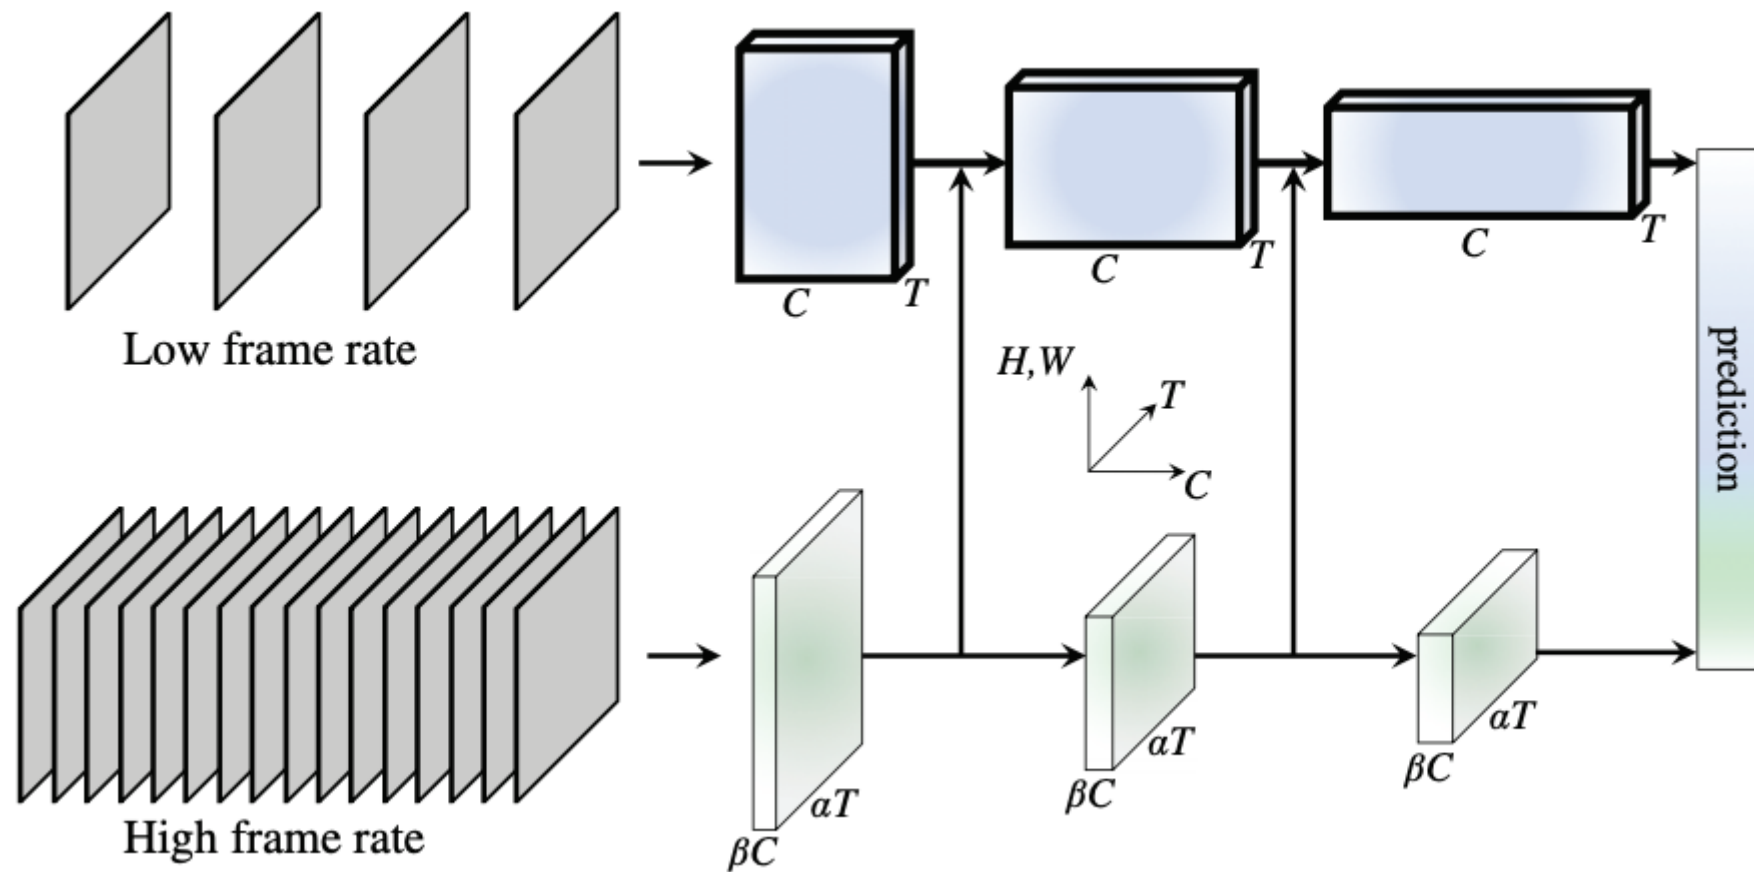 C
T
C
T
C
T
Low frame rate
H,W
T
C
prediction
αT
βC
αT
βC
αT
βC
High frame rate